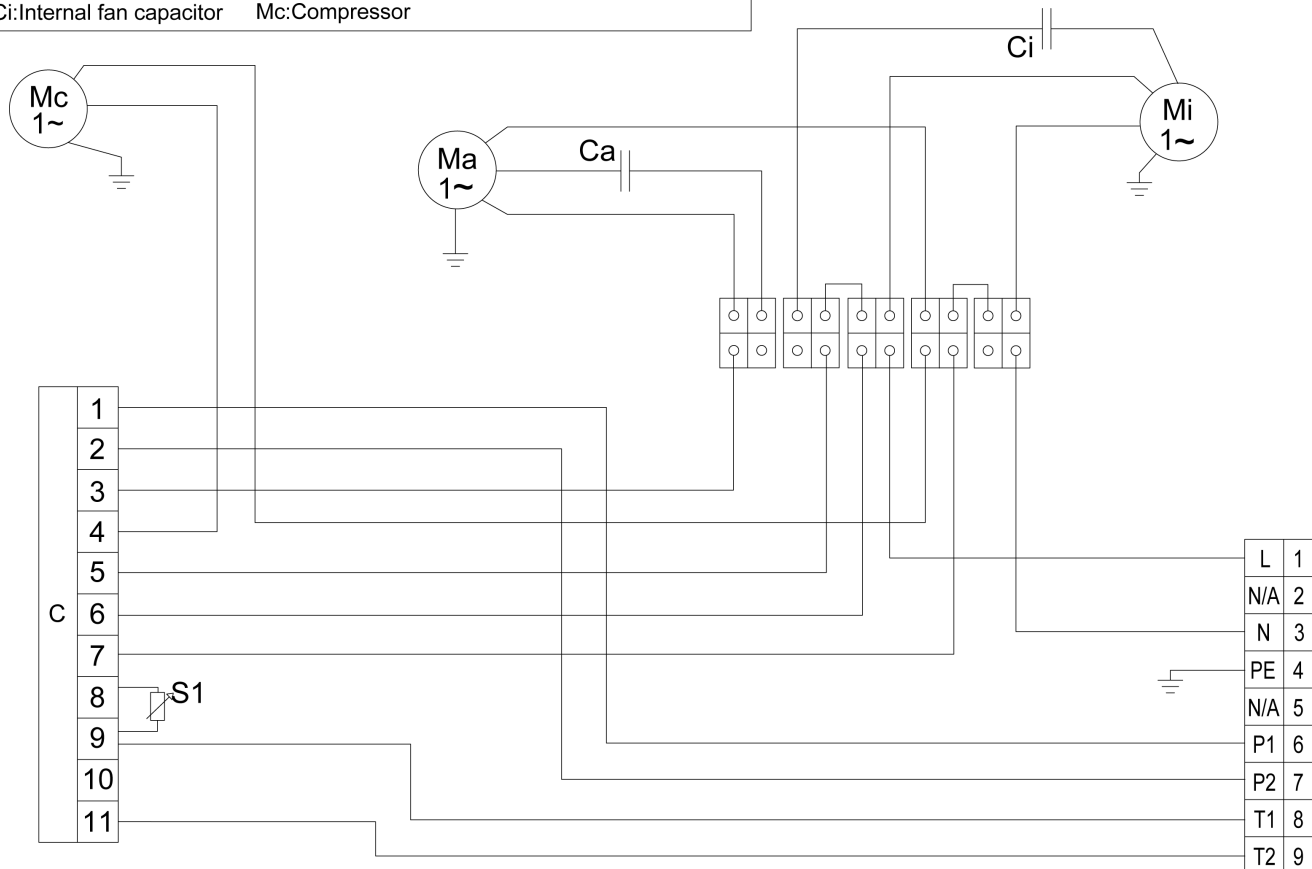 Ci:Internal fan capacitor Mc:Compressor
Ci
Mc
1~
Mi
1~
Ma
1~
Ca
C
1
2
3
4
5
6
7
8
9
10
11
S1
L 1
N/A 2
N 3
PE 4
N/A 5
P1 6
P2 7
T1 8
T2 9